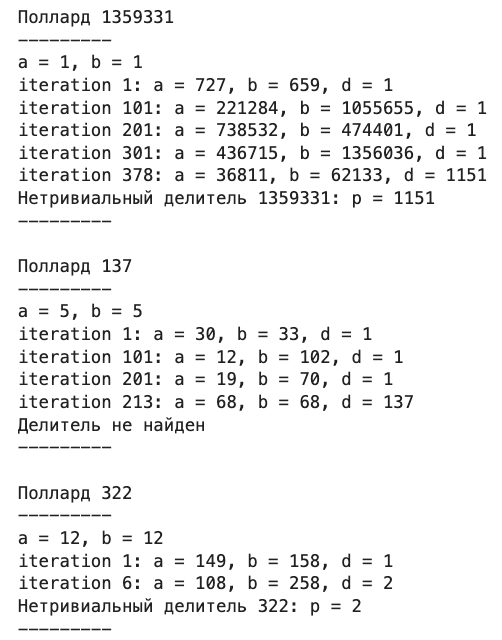 Поллард 1359331
---------
a = 1, b = 1
iteration 1: a = 727, b = 659, d = 1
iteration 101: a = 221284, b = 1055655, d = 1
iteration 201: a = 738532, b = 474401, d = 1
iteration 301: a = 436715, b = 1356036, d = 1
iteration 378: a = 36811, b = 62133, d = 1151
Нетривиальный делитель 1359331: p = 1151
---------
Поллард 137
---------
a = 5, b = 5
iteration 1: a = 30, b = 33, d = 1
iteration 101: a = 12, b = 102, d = 1
iteration 201: a = 19, b = 70, d = 1
iteration 213: a = 68, b = 68, d = 137
Делитель не найден
---------
Поллард 322
---------
a = 12, b = 12
iteration 1: a = 149, b = 158, d = 1
iteration 6: a = 108, b = 258, d = 2
Нетривиальный делитель 322: p = 2
---------